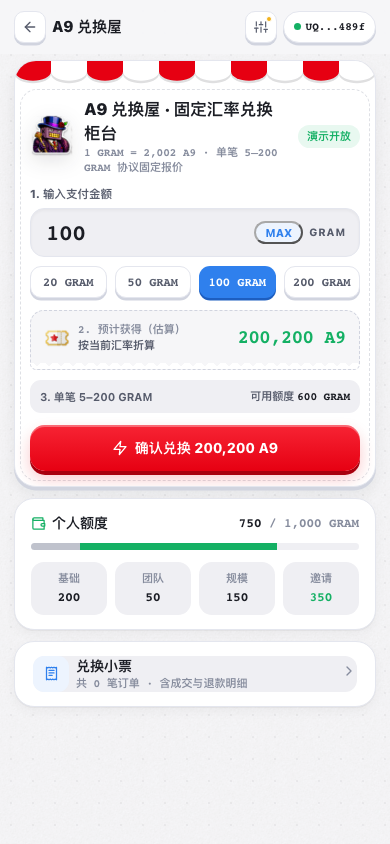 A9 兑换屋
UQ...489f
A9 兑换屋 · 固定汇率兑换
柜台
1 GRAM = 2,002 A9 · 单笔 5–200
GRAM 协议固定报价
演示开放
1. 输入支付金额
100 MAX GRAM
20 GRAM 50 GRAM 100 GRAM 200 GRAM
2. 预计获得（估算）
按当前汇率折算
200,200 A9
3. 单笔 5–200 GRAM 可用额度 600 GRAM
确认兑换 200,200 A9
个人额度 750 / 1,000 GRAM
基础 团队 规模 邀请
200 50 150 350
兑换小票
共 0 笔订单 · 含成交与退款明细